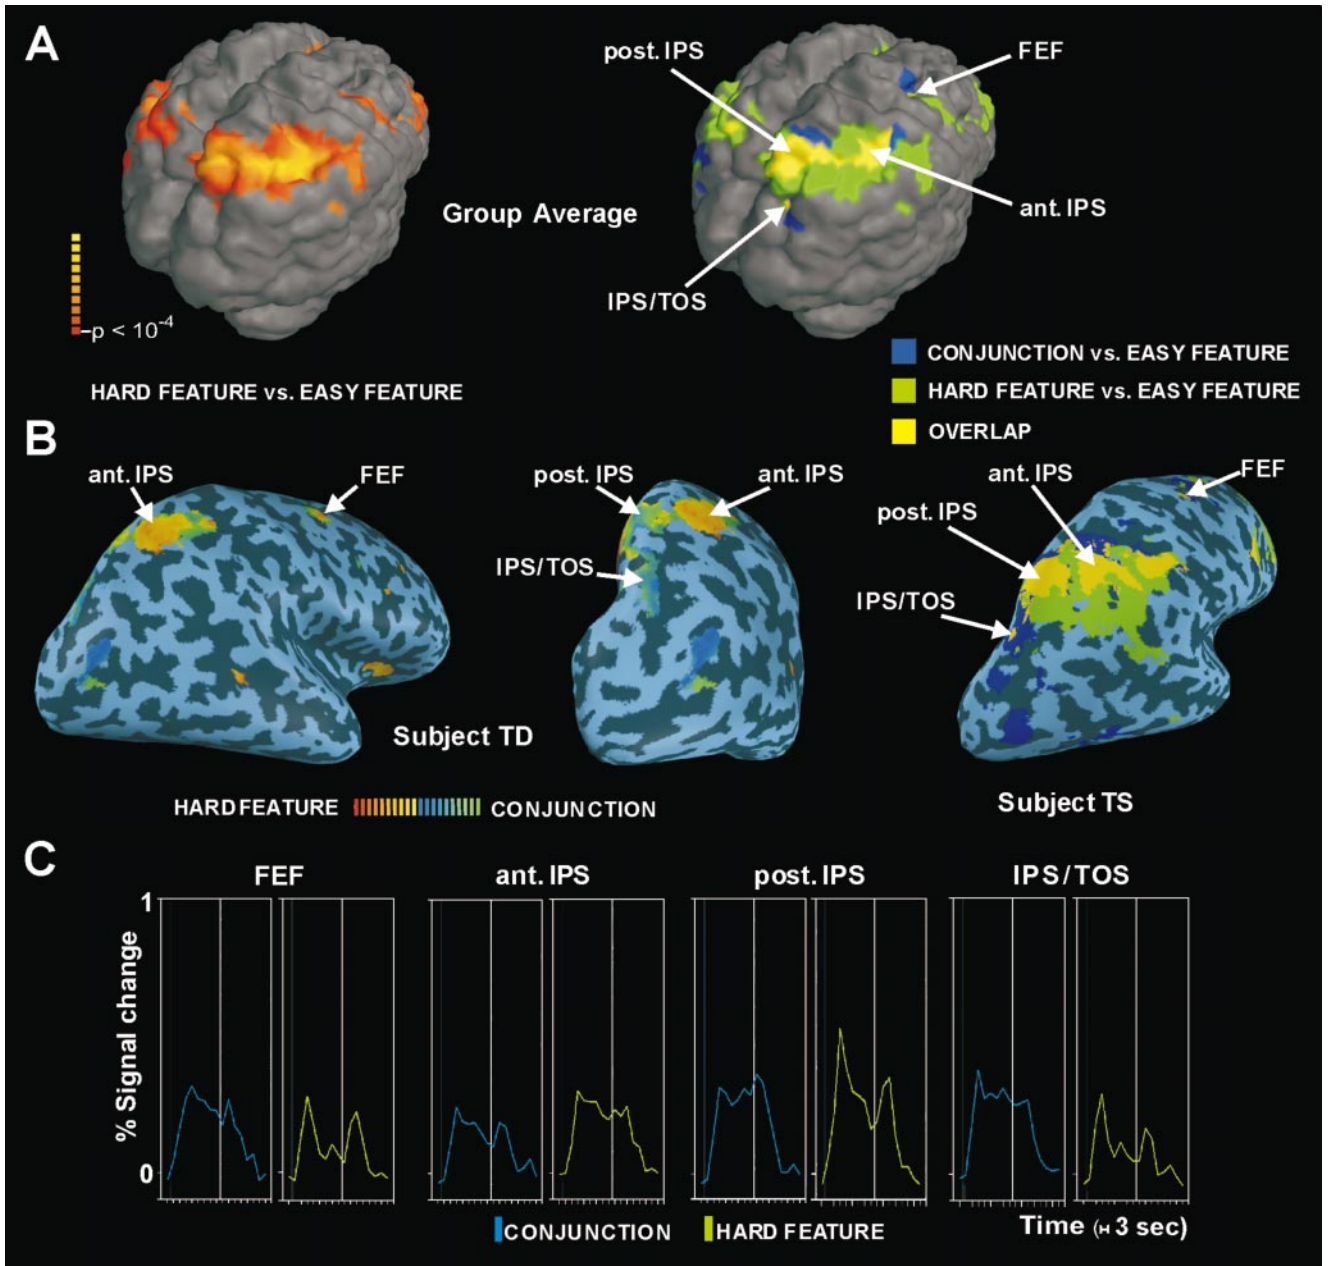 A
post. IPS
FEF
Group Average
ant. IPS
IPS/TOS
p < 10-4
HARD FEATURE vs. EASY FEATURE
CONJUNCTION vs. EASY FEATURE
HARD FEATURE vs. EASY FEATURE
OVERLAP
B
ant. IPS
FEF
post. IPS
ant. IPS
IPS/TOS
ant. IPS
FEF
post. IPS
IPS/TOS
Subject TD
HARD FEATURE CONJUNCTION
Subject TS
C
FEF ant. IPS post. IPS IPS/TOS
% Signal change
1
0
CONJUNCTION HARD FEATURE
Time (H 3 sec)